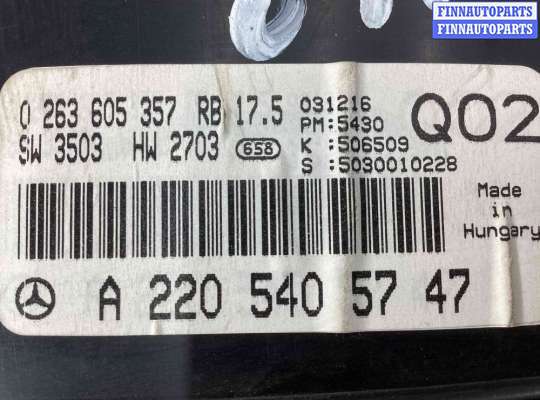 FINNAUTOPARTS
FINNAUTOPARTS
0 263 605 357 RB 17.5
SW 3503 HW 2703 658
031216
PM:5430
K :506509
S :5030010228
Q02
Made
in
Hungary
A 220 540 57 47